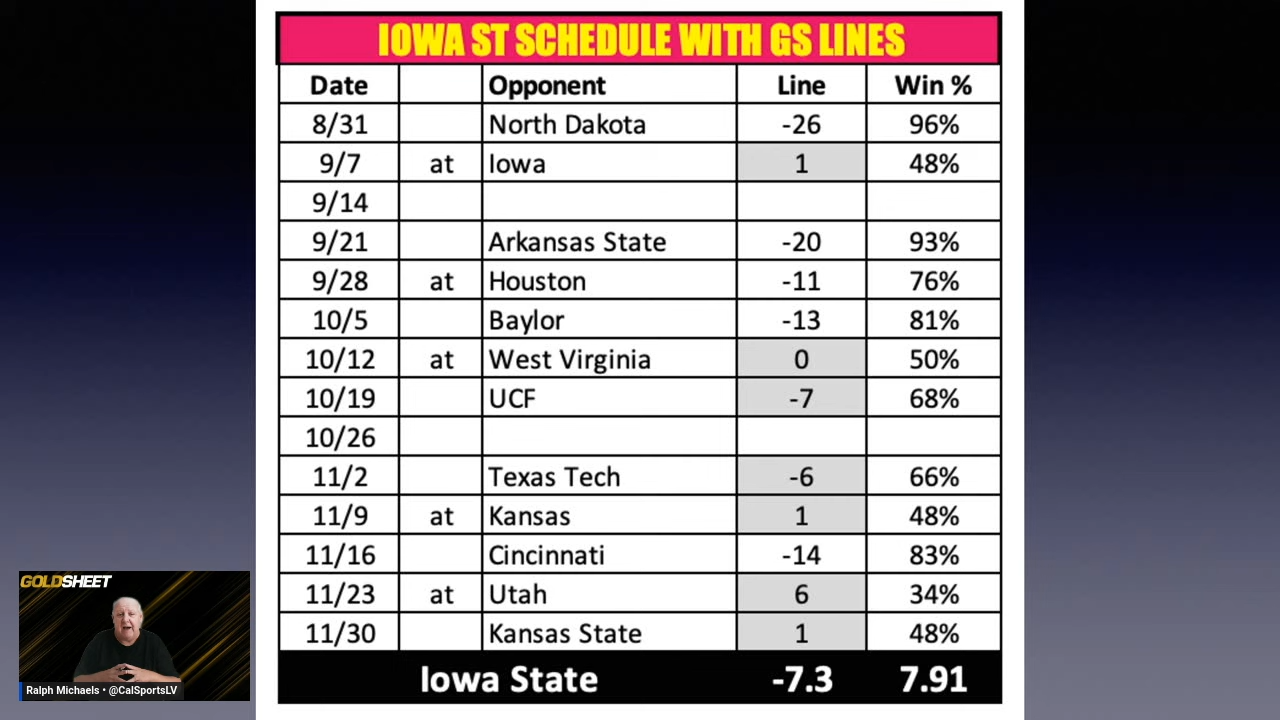 IOWA ST SCHEDULE WITH GS LINES
Date Opponent Line Win %
8/31 North Dakota -26 96%
9/7 at Iowa 1 48%
9/14
9/21 Arkansas State -20 93%
9/28 at Houston -11 76%
10/5 Baylor -13 81%
10/12 at West Virginia 0 50%
10/19 UCF -7 68%
10/26
11/2 Texas Tech -6 66%
11/9 at Kansas 1 48%
11/16 Cincinnati -14 83%
11/23 at Utah 6 34%
11/30 Kansas State 1 48%
Iowa State -7.3 7.91
GOLDSHEET
Ralph Michaels • @CalSportsLV